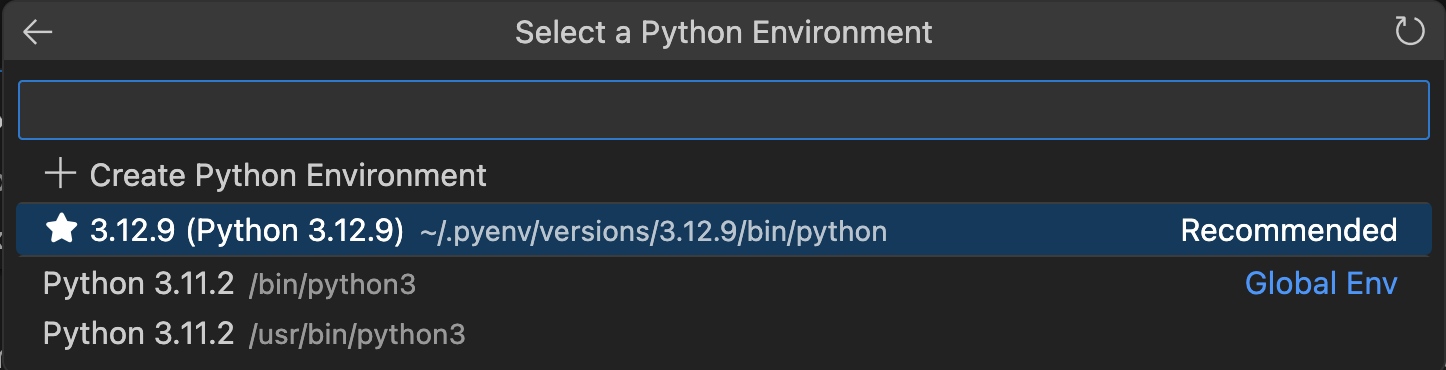 Select a Python Environment
Create Python Environment
3.12.9 (Python 3.12.9) ~/.pyenv/versions/3.12.9/bin/python Recommended
Python 3.11.2 /bin/python3 Global Env
Python 3.11.2 /usr/bin/python3